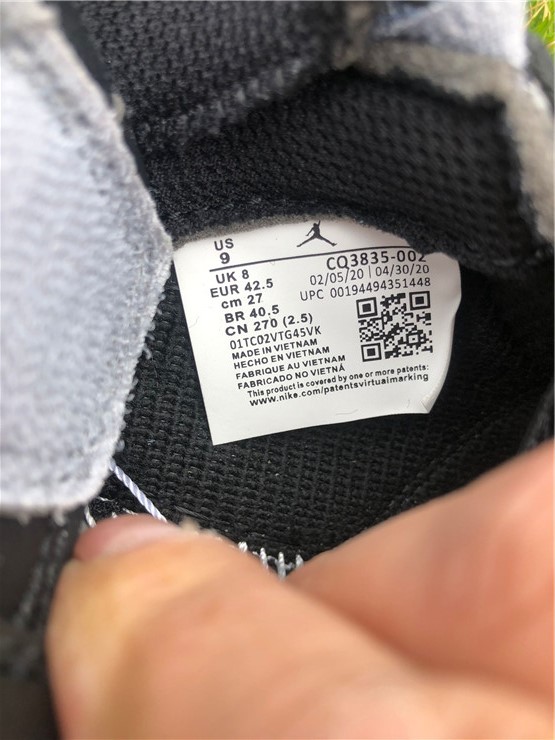 US
9
CQ3835-002
UK 8
02/05/20 | 04/30/20
EUR 42.5
UPC 00194494351448
cm 27
BR 40.5
CN 270 (2.5)
01TC02VTG45VK
MADE IN VIETNAM
HECHO EN VIETNAM
FABRIQUE AU VIETNAM
FABRICADO NO VIETNÃ
This product is covered by one or more patents:
www.nike.com/patentsvirtualmarking